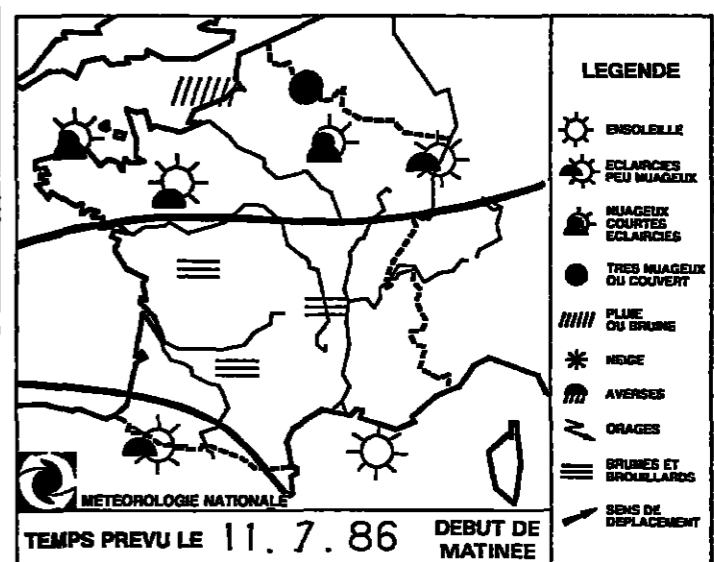 METEOROLOGIE NATIONALE
TEMPS PREVU LE 11.7.86 DEBUT DE
MATINÉE
LEGENDE
ENSOLEILLE
ECLAIRCIES
PEU NUAGEUX
NUAGEUX
COURTES
ECLAIRCIES
TRES NUAGEUX
OU COUVERT
PLUIE
OU BRUINE
NEIGE
AVERSES
ORAGES
BRUMES ET
BROUILLARDS
SENS DE
DEPLACEMENT